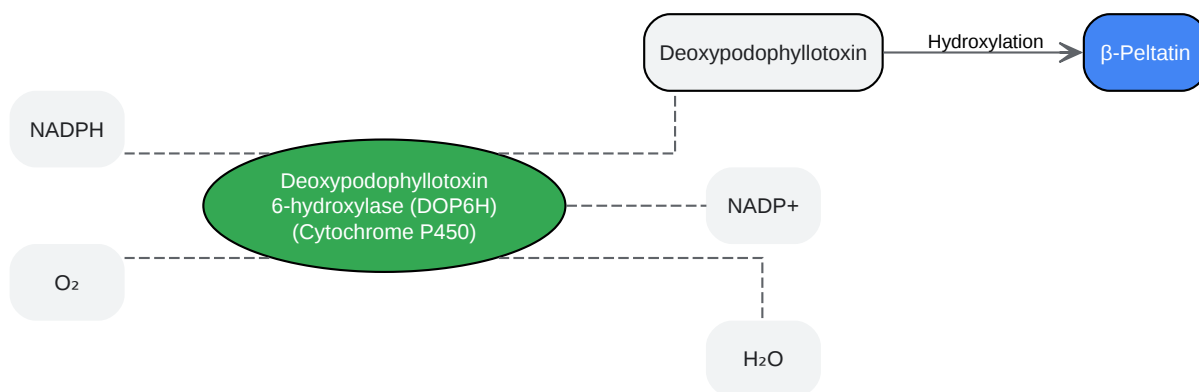 Deoxypodophyllotoxin
Hydroxylation
β-Peltatin
NADPH
Deoxypodophyllotoxin
6-hydroxylase (DOP6H)
(Cytochrome P450)
NADP+
O₂
H₂O